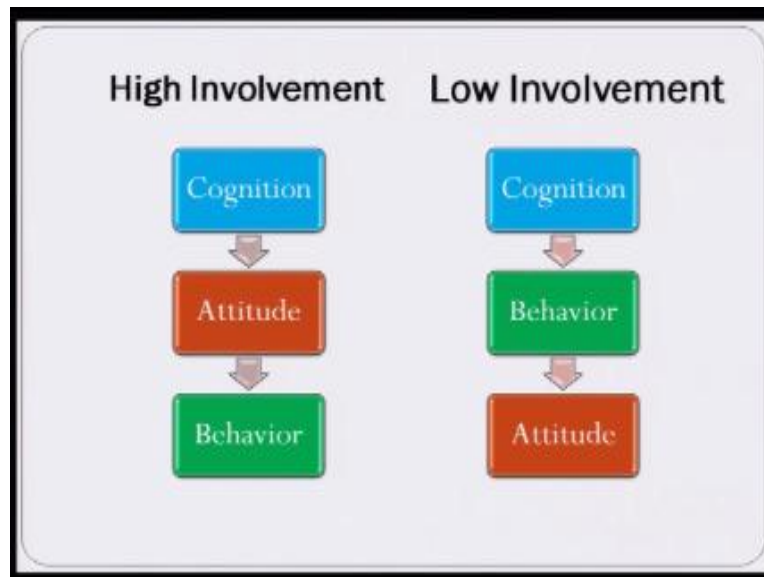 High Involvement
Cognition
Attitude
Behavior
Low Involvement
Cognition
Behavior
Attitude